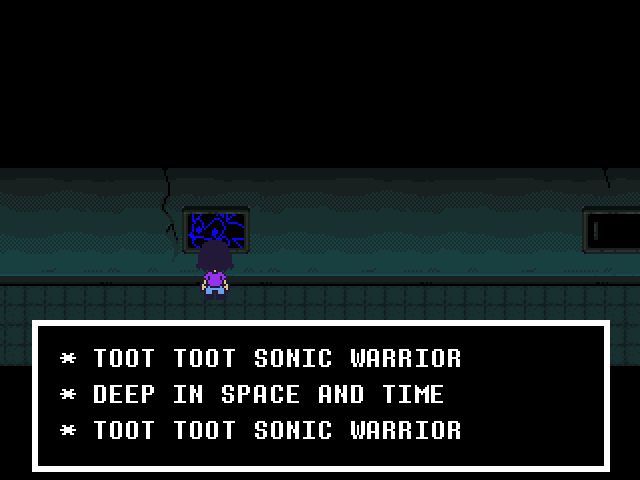 * TOOT TOOT SONIC WARRIOR
* DEEP IN SPACE AND TIME
* TOOT TOOT SONIC WARRIOR